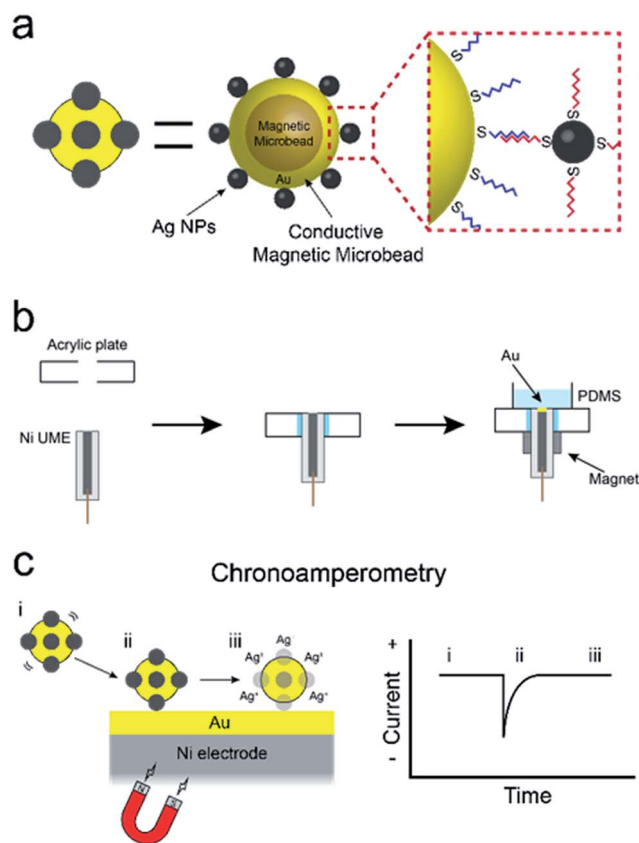 a
Magnetic
Microbead
Au
Ag NPs
Conductive
Magnetic Microbead
S
S
S
S
S
S
S
S
S
b
Acrylic plate
Ni UME
Au
PDMS
Magnet
c
Chronoamperometry
i
ii
iii
Ag⁺
Ag⁺
Ag⁺
Ag⁺
Au
Ni electrode
N
S
+
Current
-
i
ii
iii
Time